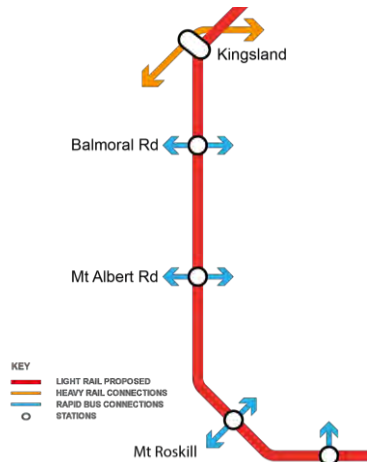 Kingsland
Balmoral Rd
Mt Albert Rd
KEY
LIGHT RAIL PROPOSED
HEAVY RAIL CONNECTIONS
RAPID BUS CONNECTIONS
STATIONS
Mt Roskill